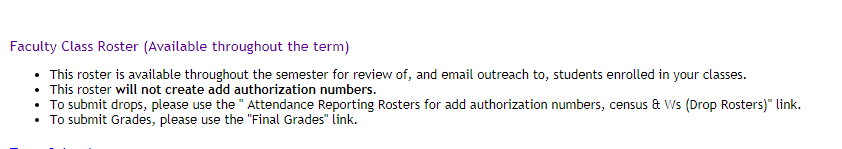 Faculty Class Roster (Available throughout the term)
• This roster is available throughout the semester for review of, and email outreach to, students enrolled in your classes.
• This roster will not create add authorization numbers.
• To submit drops, please use the " Attendance Reporting Rosters for add authorization numbers, census & Ws (Drop Rosters)" link.
• To submit Grades, please use the "Final Grades" link.